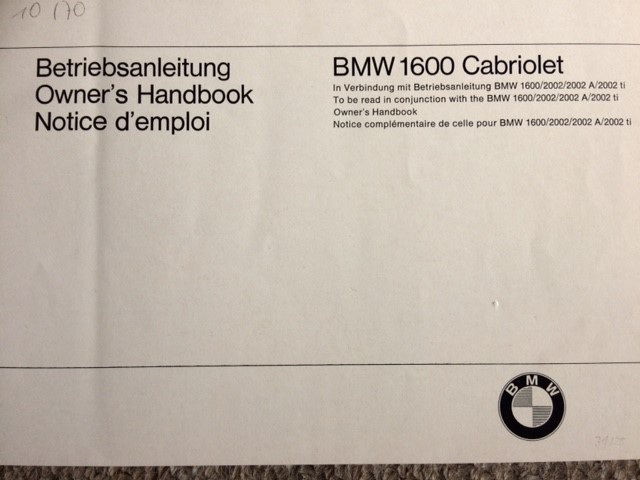 10 / 70
Betriebsanleitung
Owner's Handbook
Notice d'emploi
BMW 1600 Cabriolet
In Verbindung mit Betriebsanleitung BMW 1600/2002/2002 A/2002 ti
To be read in conjunction with the BMW 1600/2002/2002 A/2002 ti
Owner's Handbook
Notice complémentaire de celle pour BMW 1600/2002/2002 A/2002 ti
BMW